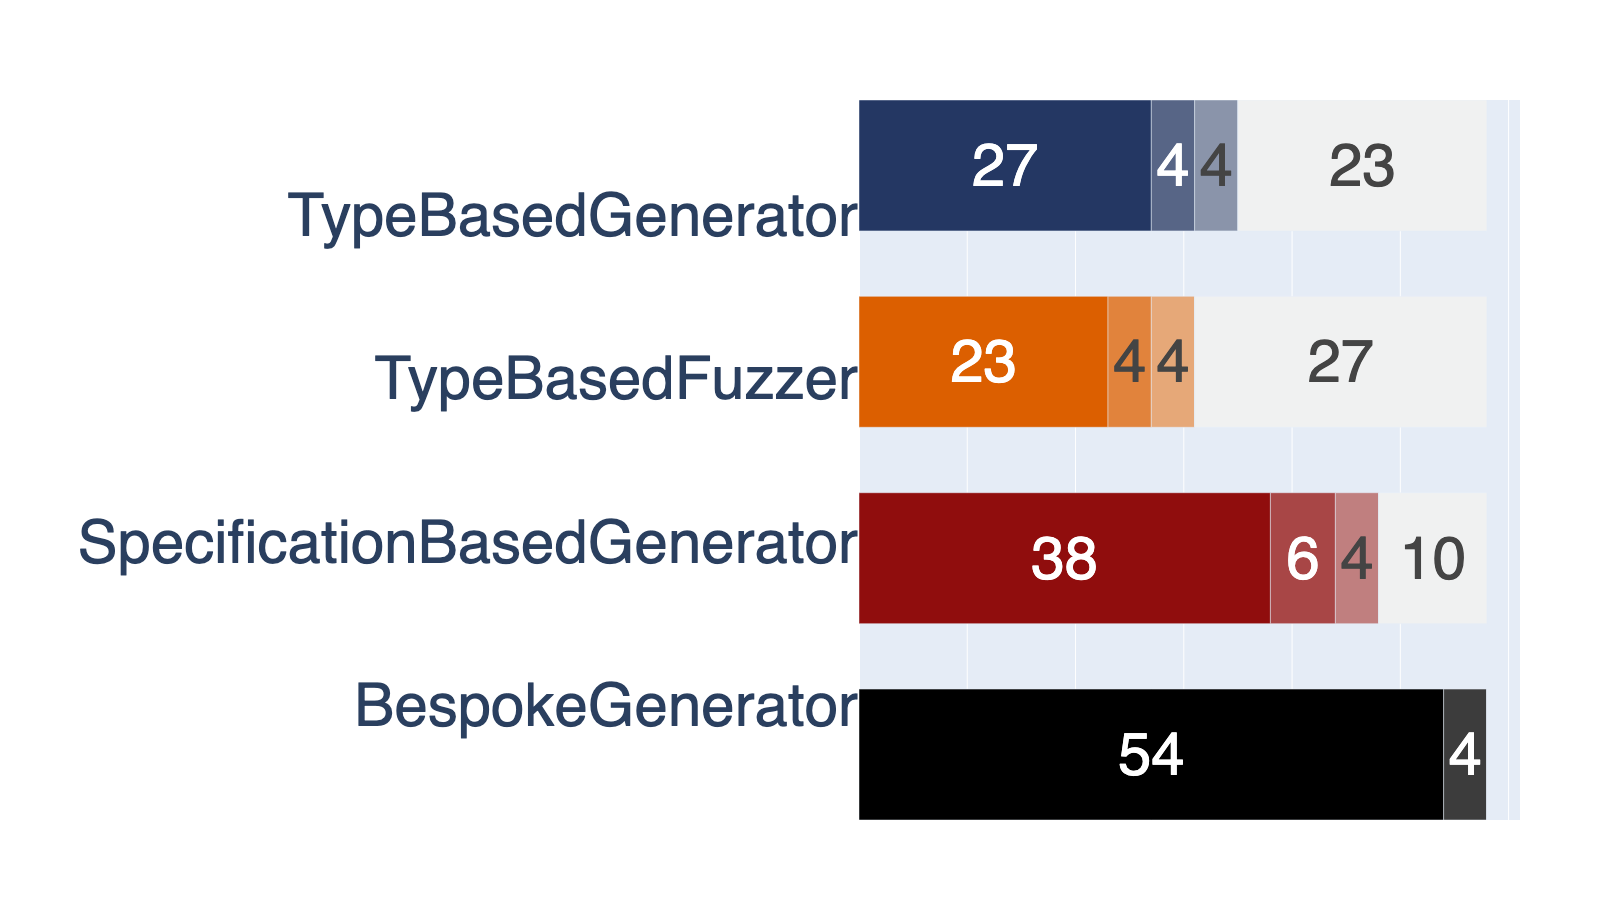 27 4 4 23
TypeBasedGenerator
23 4 4 27
TypeBasedFuzzer
SpecificationBasedGenerator
38 6 4 10
BespokeGenerator
54 4